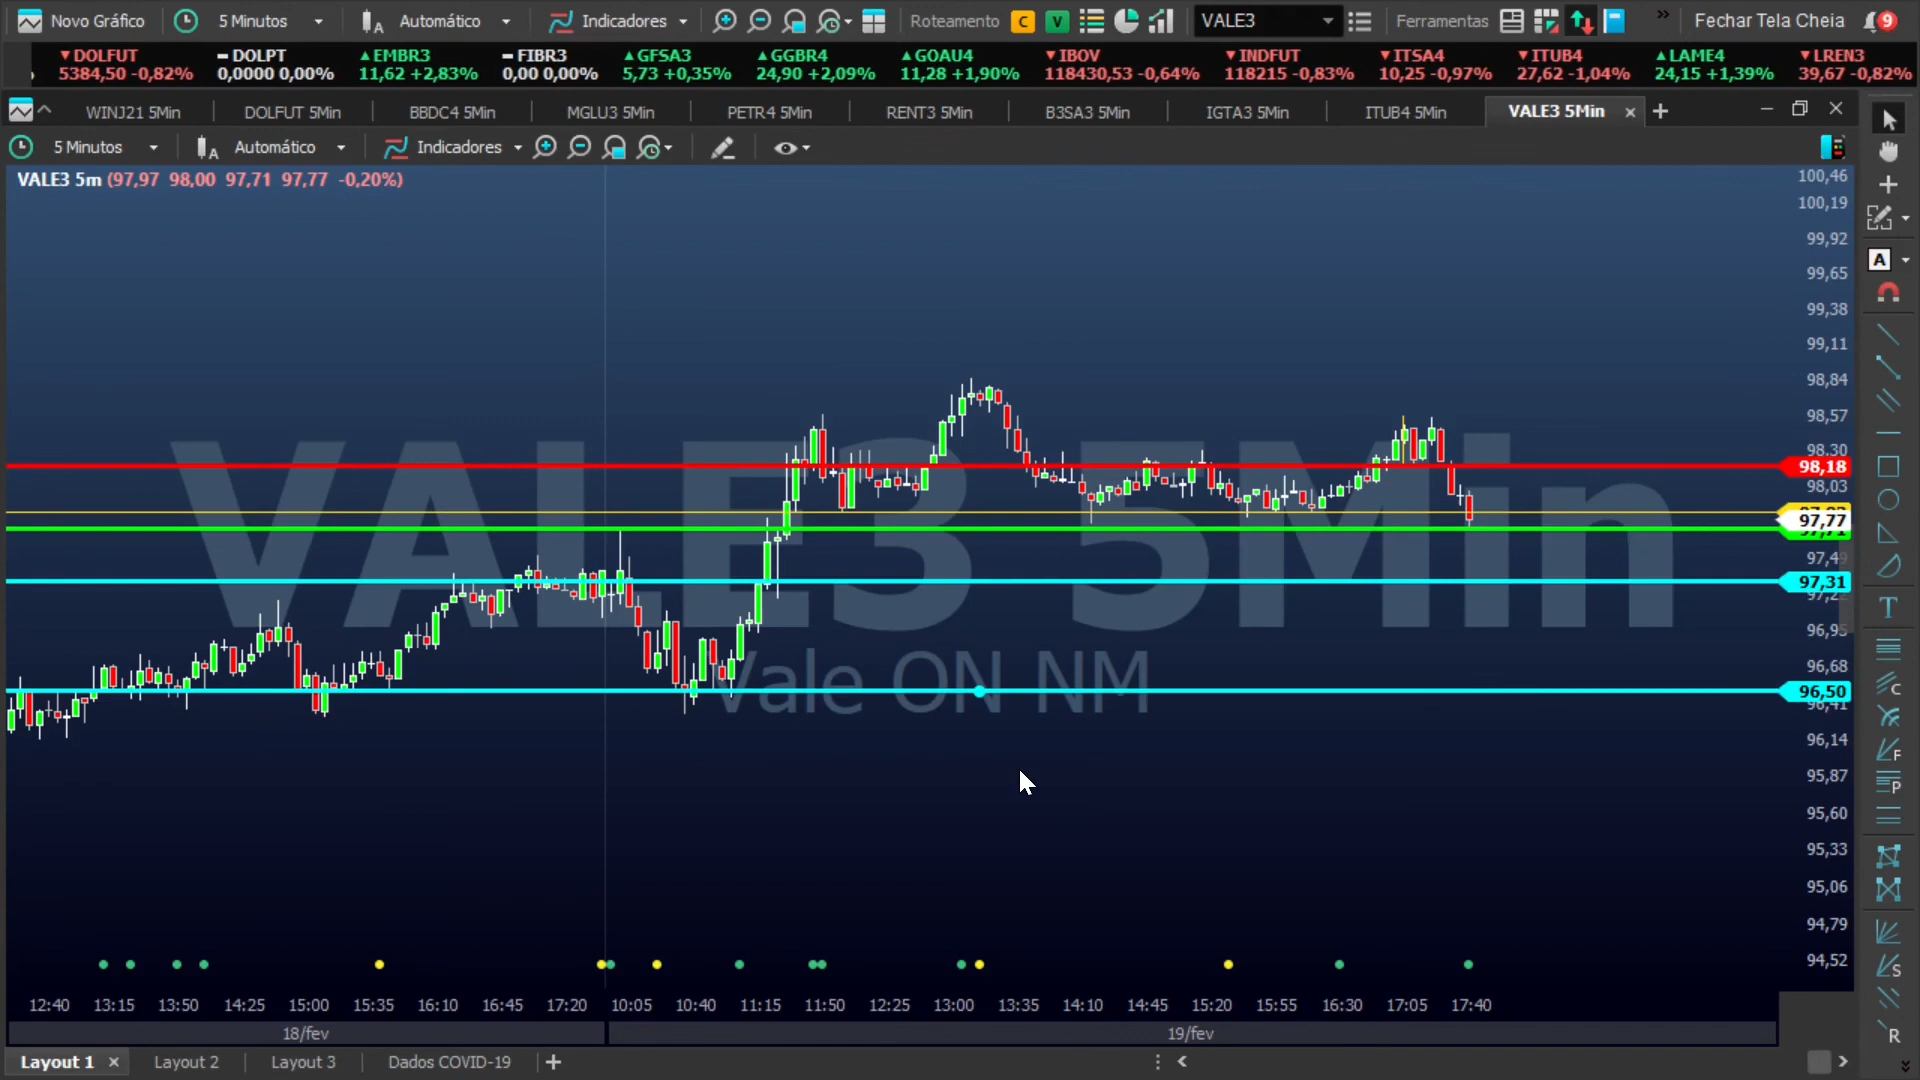 Novo Gráfico 5 Minutos A Automático Indicadores Roteamento C V VALE3 Ferramentas » Fechar Tela Cheia 9
DOLFUT DOLPT EMBR3 FIBR3 GFSA3 GGBR4 GOAU4 IBOV INDFUT ITSA4 ITUB4 LAME4 LREN3
5384,50 -0,82% 0,0000 0,00% 11,62 +2,83% 0,00 0,00% 5,73 +0,35% 24,90 +2,09% 11,28 +1,90% 118430,53 -0,64% 118215 -0,83% 10,25 -0,97% 27,62 -1,04% 24,15 +1,39% 39,67 -0,82%
WINJ21 5Min DOLFUT 5Min BBDC4 5Min MGLU3 5Min PETR4 5Min RENT3 5Min B3SA3 5Min IGTA3 5Min ITUB4 5Min VALE3 5Min
5 Minutos A Automático Indicadores
VALE3 5m (97,97 98,00 97,71 97,77 -0,20%)
100,46
100,19
99,92
99,65
99,38
99,11
98,84
98,57
98,30
98,18
98,03
97,77
97,71
97,49
97,31
96,95
96,68
96,50
96,41
96,14
95,87
95,60
95,33
95,06
94,79
94,52
VALE3 5Min
Vale ON NM
A
T
C
F
P
S
R
12:40 13:15 13:50 14:25 15:00 15:35 16:10 16:45 17:20 10:05 10:40 11:15 11:50 12:25 13:00 13:35 14:10 14:45 15:20 15:55 16:30 17:05 17:40
18/fev 19/fev
Layout 1 Layout 2 Layout 3 Dados COVID-19